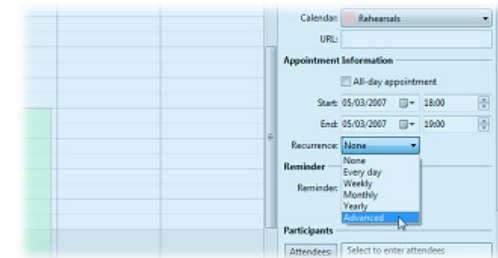 Calendar: Rehearsals
URL:
Appointment Information
All-day appointment
Start: 05/03/2007 18:00
End: 05/03/2007 19:00
Recurrence: None
None
Every day
Reminder
Weekly
Reminder: Monthly
Yearly
Advanced
Participants
Attendees: Select to enter attendees